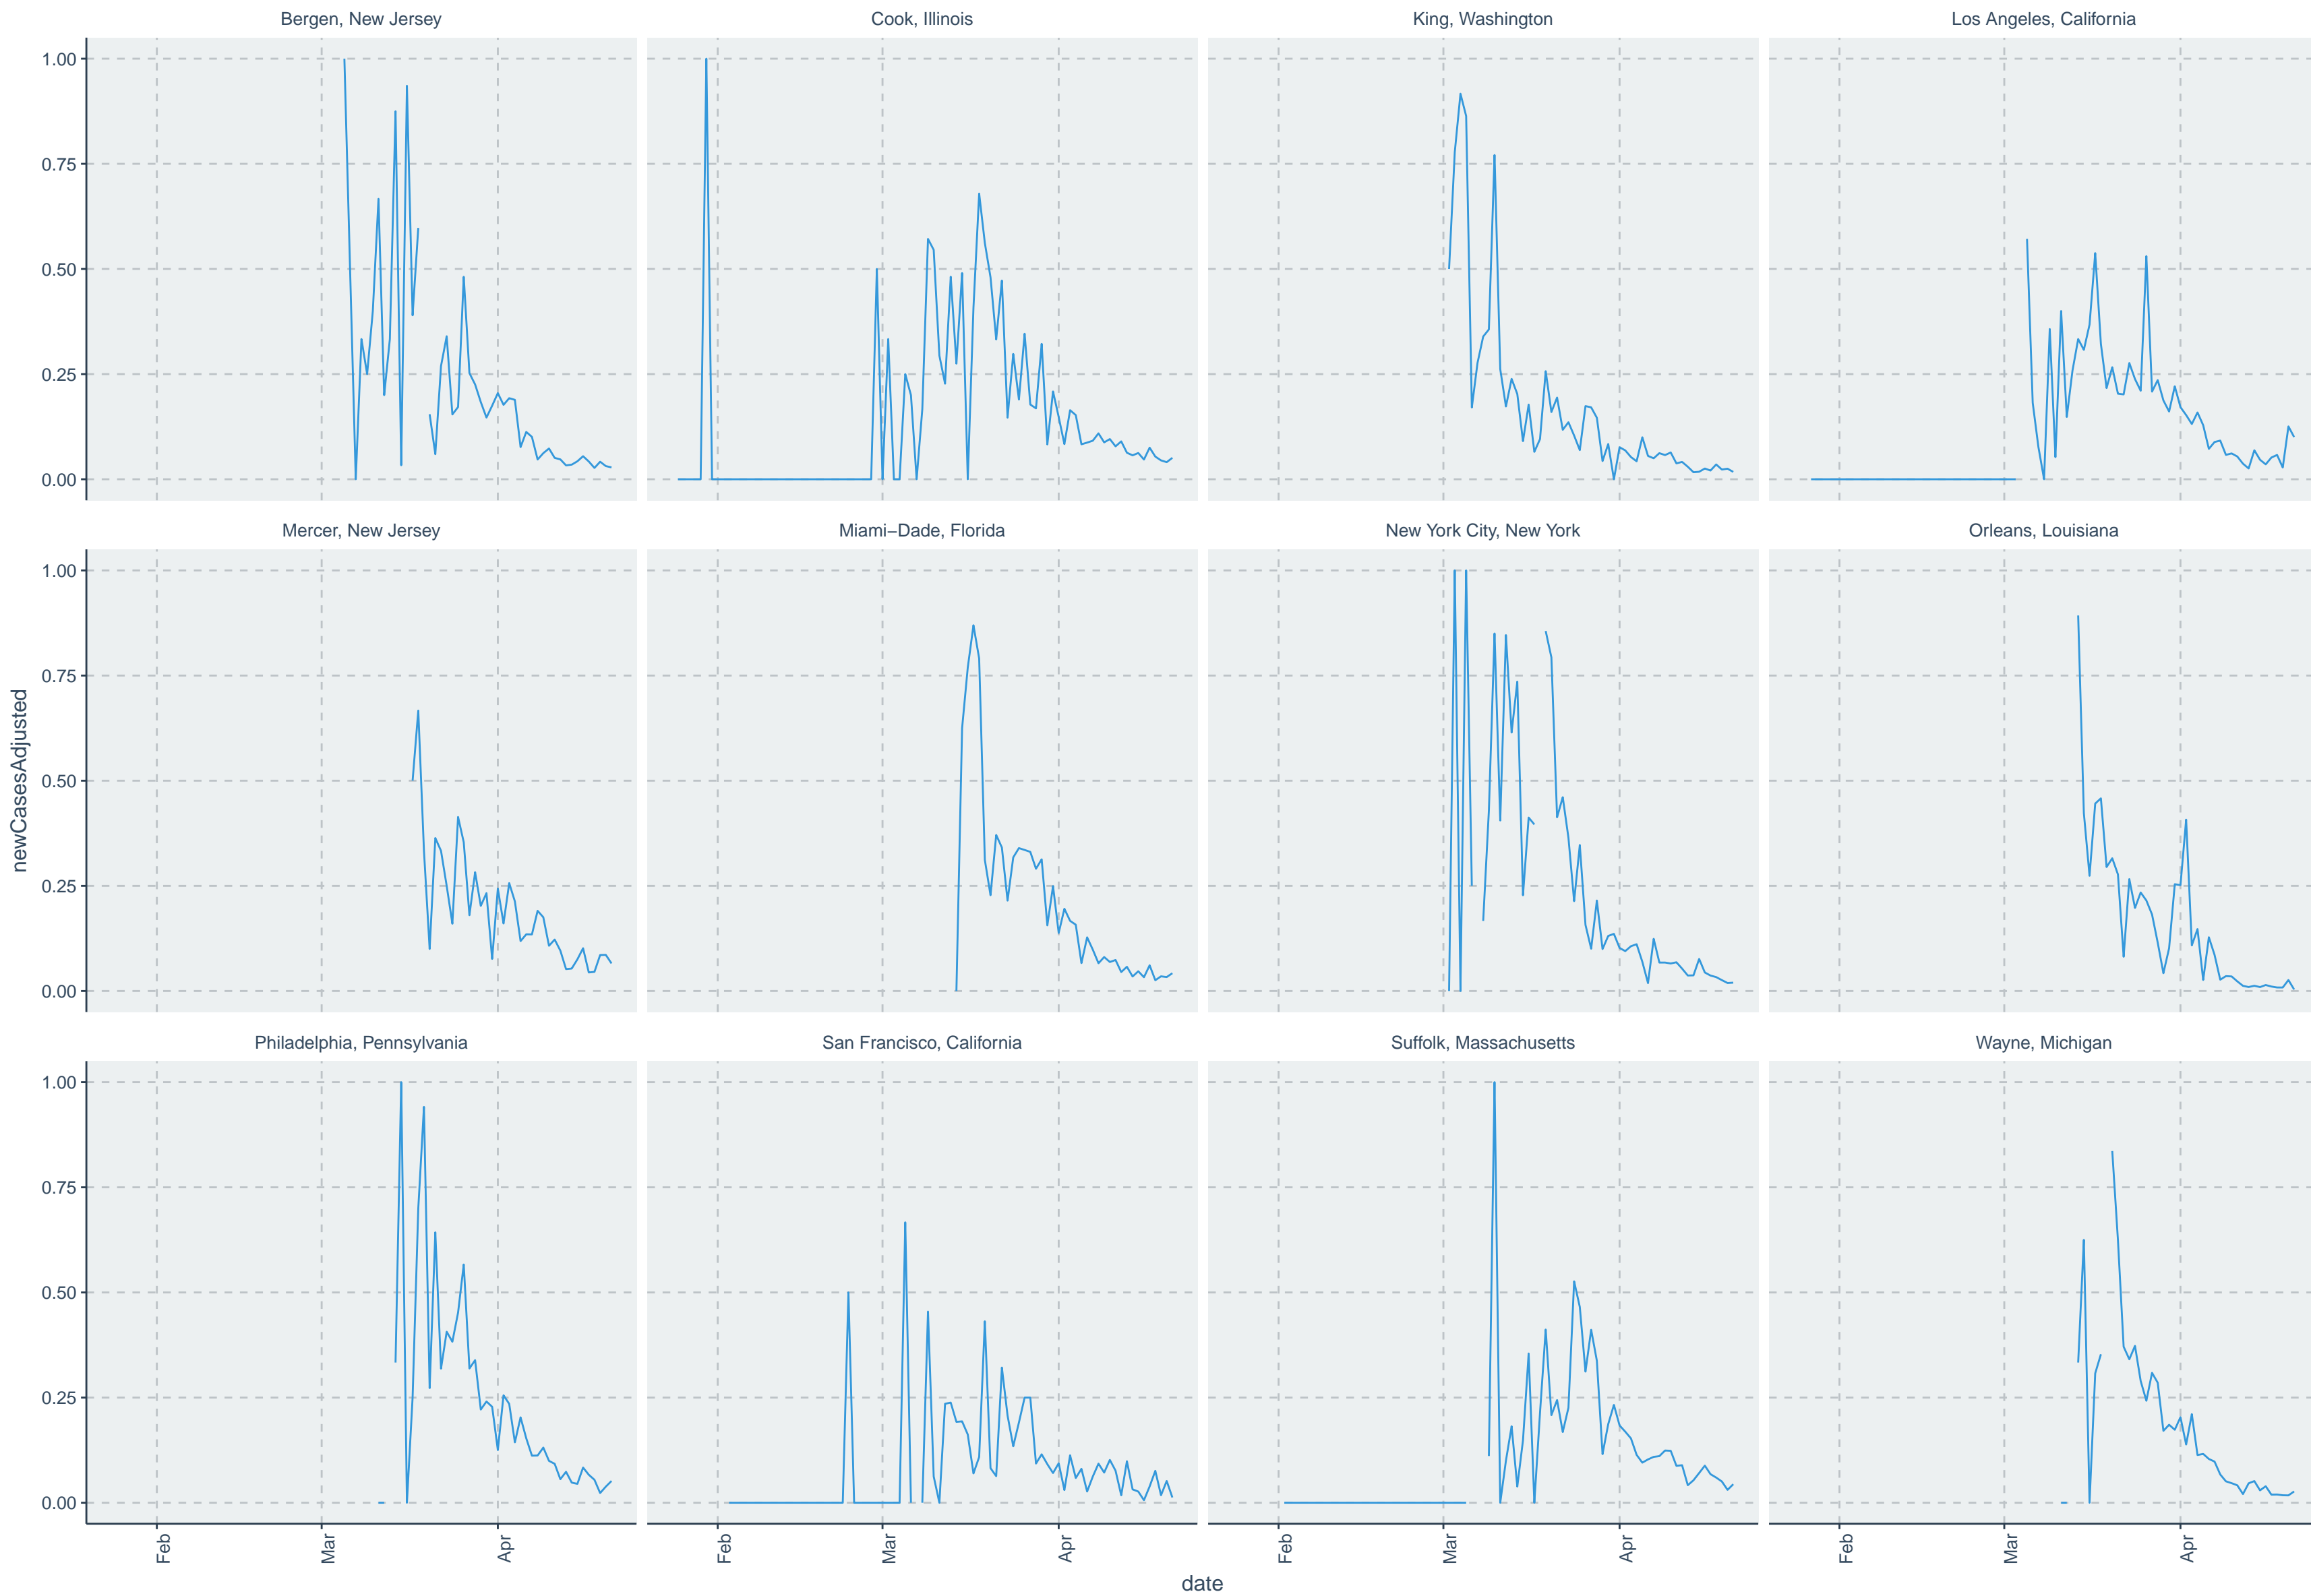 Bergen, New Jersey
Cook, Illinois
King, Washington
Los Angeles, California
1.00
0.75
0.50
0.25
0.00
Mercer, New Jersey
Miami−Dade, Florida
New York City, New York
Orleans, Louisiana
1.00
0.75
0.50
0.25
0.00
newCasesAdjusted
Philadelphia, Pennsylvania
San Francisco, California
Suffolk, Massachusetts
Wayne, Michigan
1.00
0.75
0.50
0.25
0.00
Feb
Mar
Apr
Feb
Mar
Apr
Feb
Mar
Apr
Feb
Mar
Apr
date